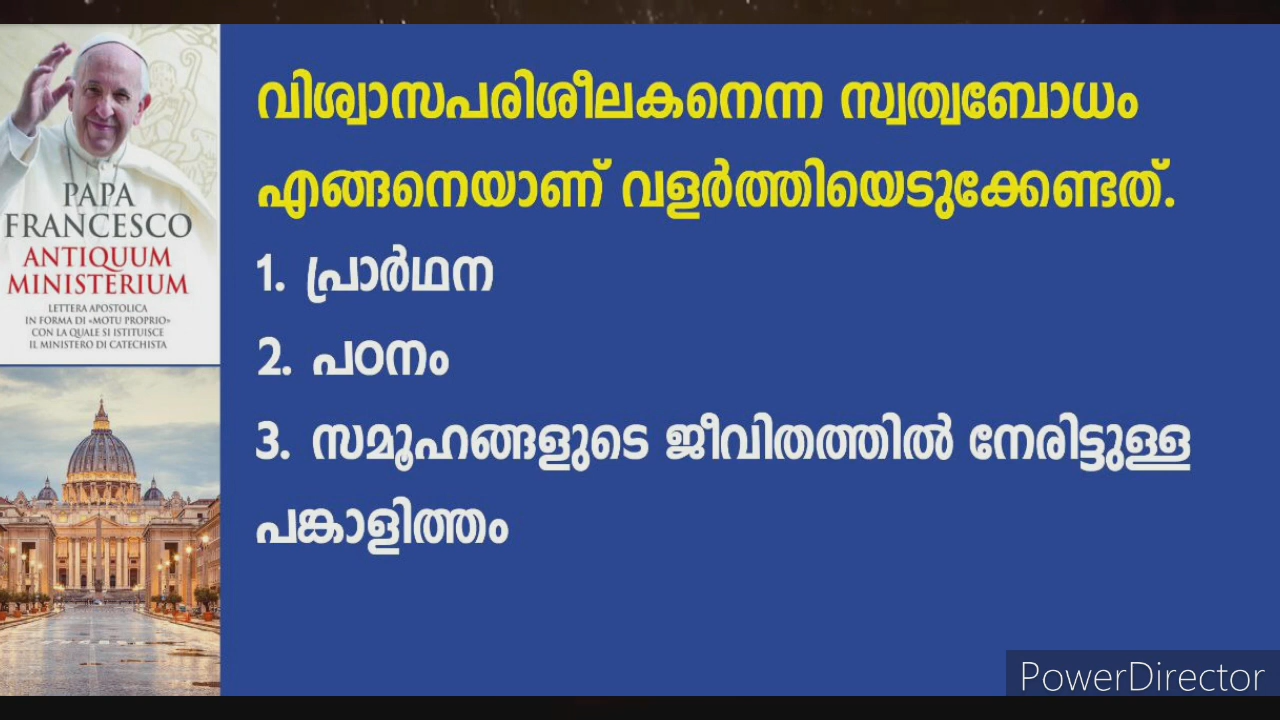 PAPA
FRANCESCO
ANTIQUUM
MINISTERIUM
LETTERA APOSTOLICA
IN FORMA DI «MOTU PROPRIO»
CON LA QUALE SI ISTITUISCE
IL MINISTERO DI CATECHISTA
വിശ്വാസപരിശീലകനെന്ന സ്വത്വബോധം
എങ്ങനെയാണ് വളർത്തിയെടുക്കേണ്ടത്.
1. പ്രാർഥന
2. പഠനം
3. സമൂഹങ്ങളുടെ ജീവിതത്തിൽ നേരിട്ടുള്ള
പങ്കാളിത്തം
PowerDirector